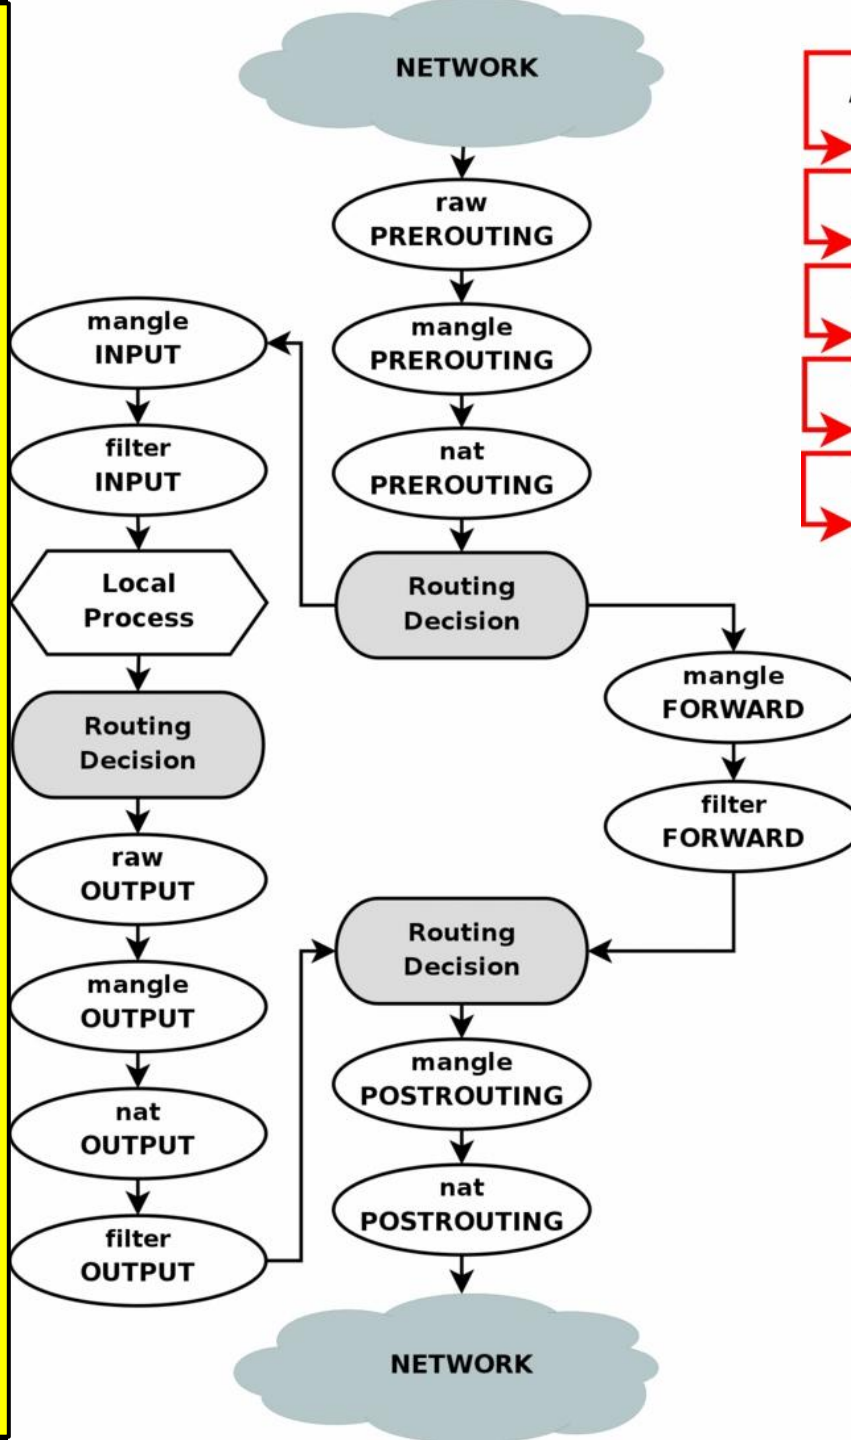 NETWORK
raw
PREROUTING
mangle
PREROUTING
nat
PREROUTING
Routing
Decision
mangle
INPUT
filter
INPUT
Local
Process
Routing
Decision
raw
OUTPUT
mangle
OUTPUT
nat
OUTPUT
filter
OUTPUT
mangle
FORWARD
filter
FORWARD
Routing
Decision
mangle
POSTROUTING
nat
POSTROUTING
NETWORK